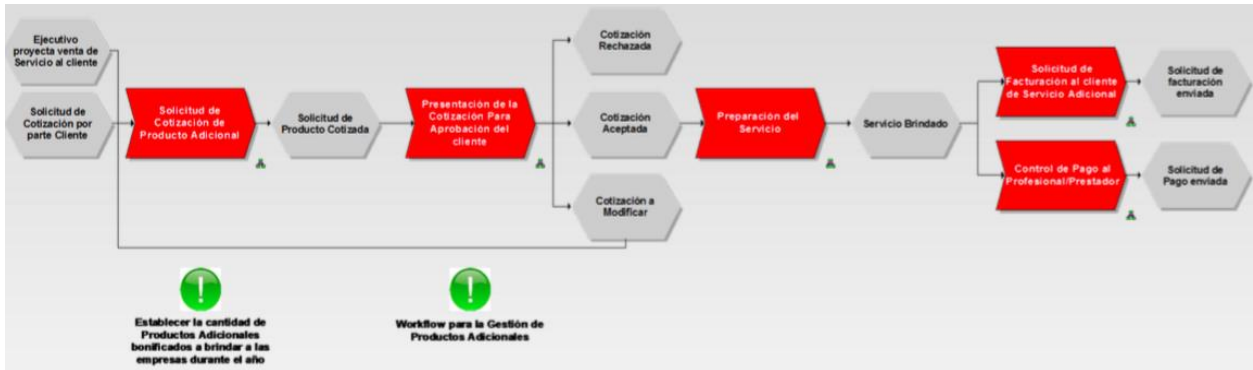 Ejecutivo
proyecta venta de
Servicio al cliente
Solicitud de
Cotización por
parte Cliente
Solicitud de
Cotización de
Producto Adicional
Solicitud de
Producto Cotizada
Presentación de la
Cotización Para
Aprobación del
cliente
Cotización
Rechazada
Cotización
Aceptada
Cotización a
Modificar
Preparación del
Servicio
Servicio Brindado
Solicitud de
Facturación al cliente
de Servicio Adicional
Solicitud de
facturación
enviada
Control de Pago al
Profesional/Prestador
Solicitud de
Pago enviada
Establecer la cantidad de
Productos Adicionales
bonificados a brindar a las
empresas durante el año
Workflow para la Gestión de
Productos Adicionales